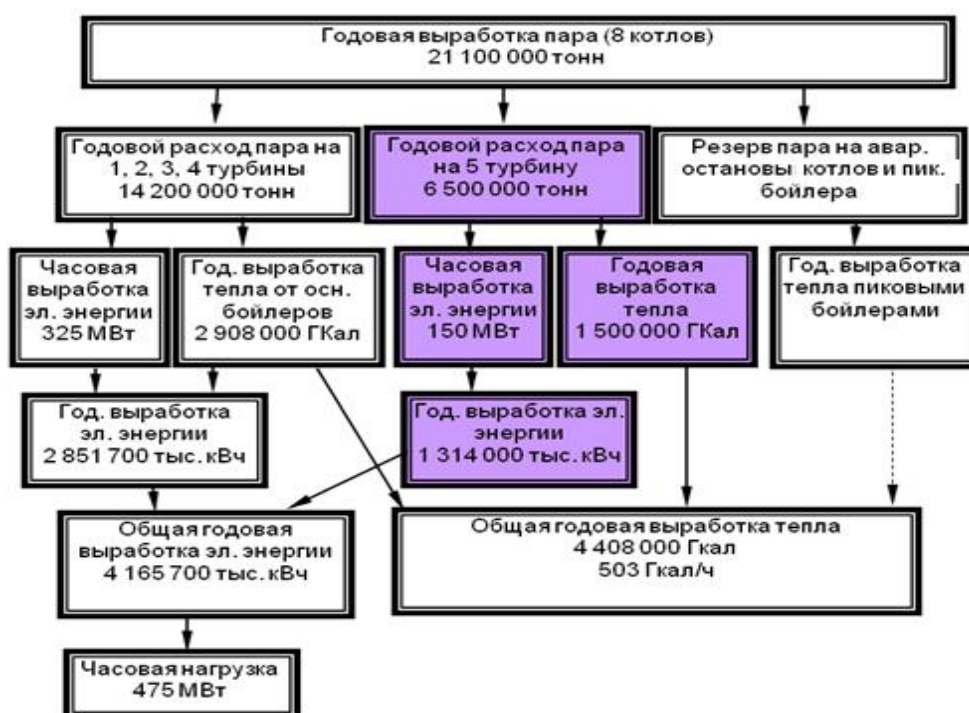 Годовая выработка пара (8 котлов)
21 100 000 тонн
Годовой расход пара на
1, 2, 3, 4 турбины
14 200 000 тонн
Годовой расход пара
на 5 турбину
6 500 000 тонн
Резерв пара на авар.
остановы котлов и пик.
бойлера
Часовая
выработка
эл. энергии
325 МВт
Год. выработка
тепла от осн.
бойлеров
2 908 000 ГКал
Часовая
выработка
эл. энергии
150 МВт
Годовая
выработка
тепла
1 500 000 ГКал
Год. выработка
тепла пиковыми
бойлерами
Год. выработка
эл. энергии
2 851 700 тыс. кВч
Год. выработка эл.
энергии
1 314 000 тыс. кВч
Общая годовая
выработка эл. энергии
4 165 700 тыс. кВч
Общая годовая выработка тепла
4 408 000 Гкал
503 Гкал/ч
Часовая нагрузка
475 МВт